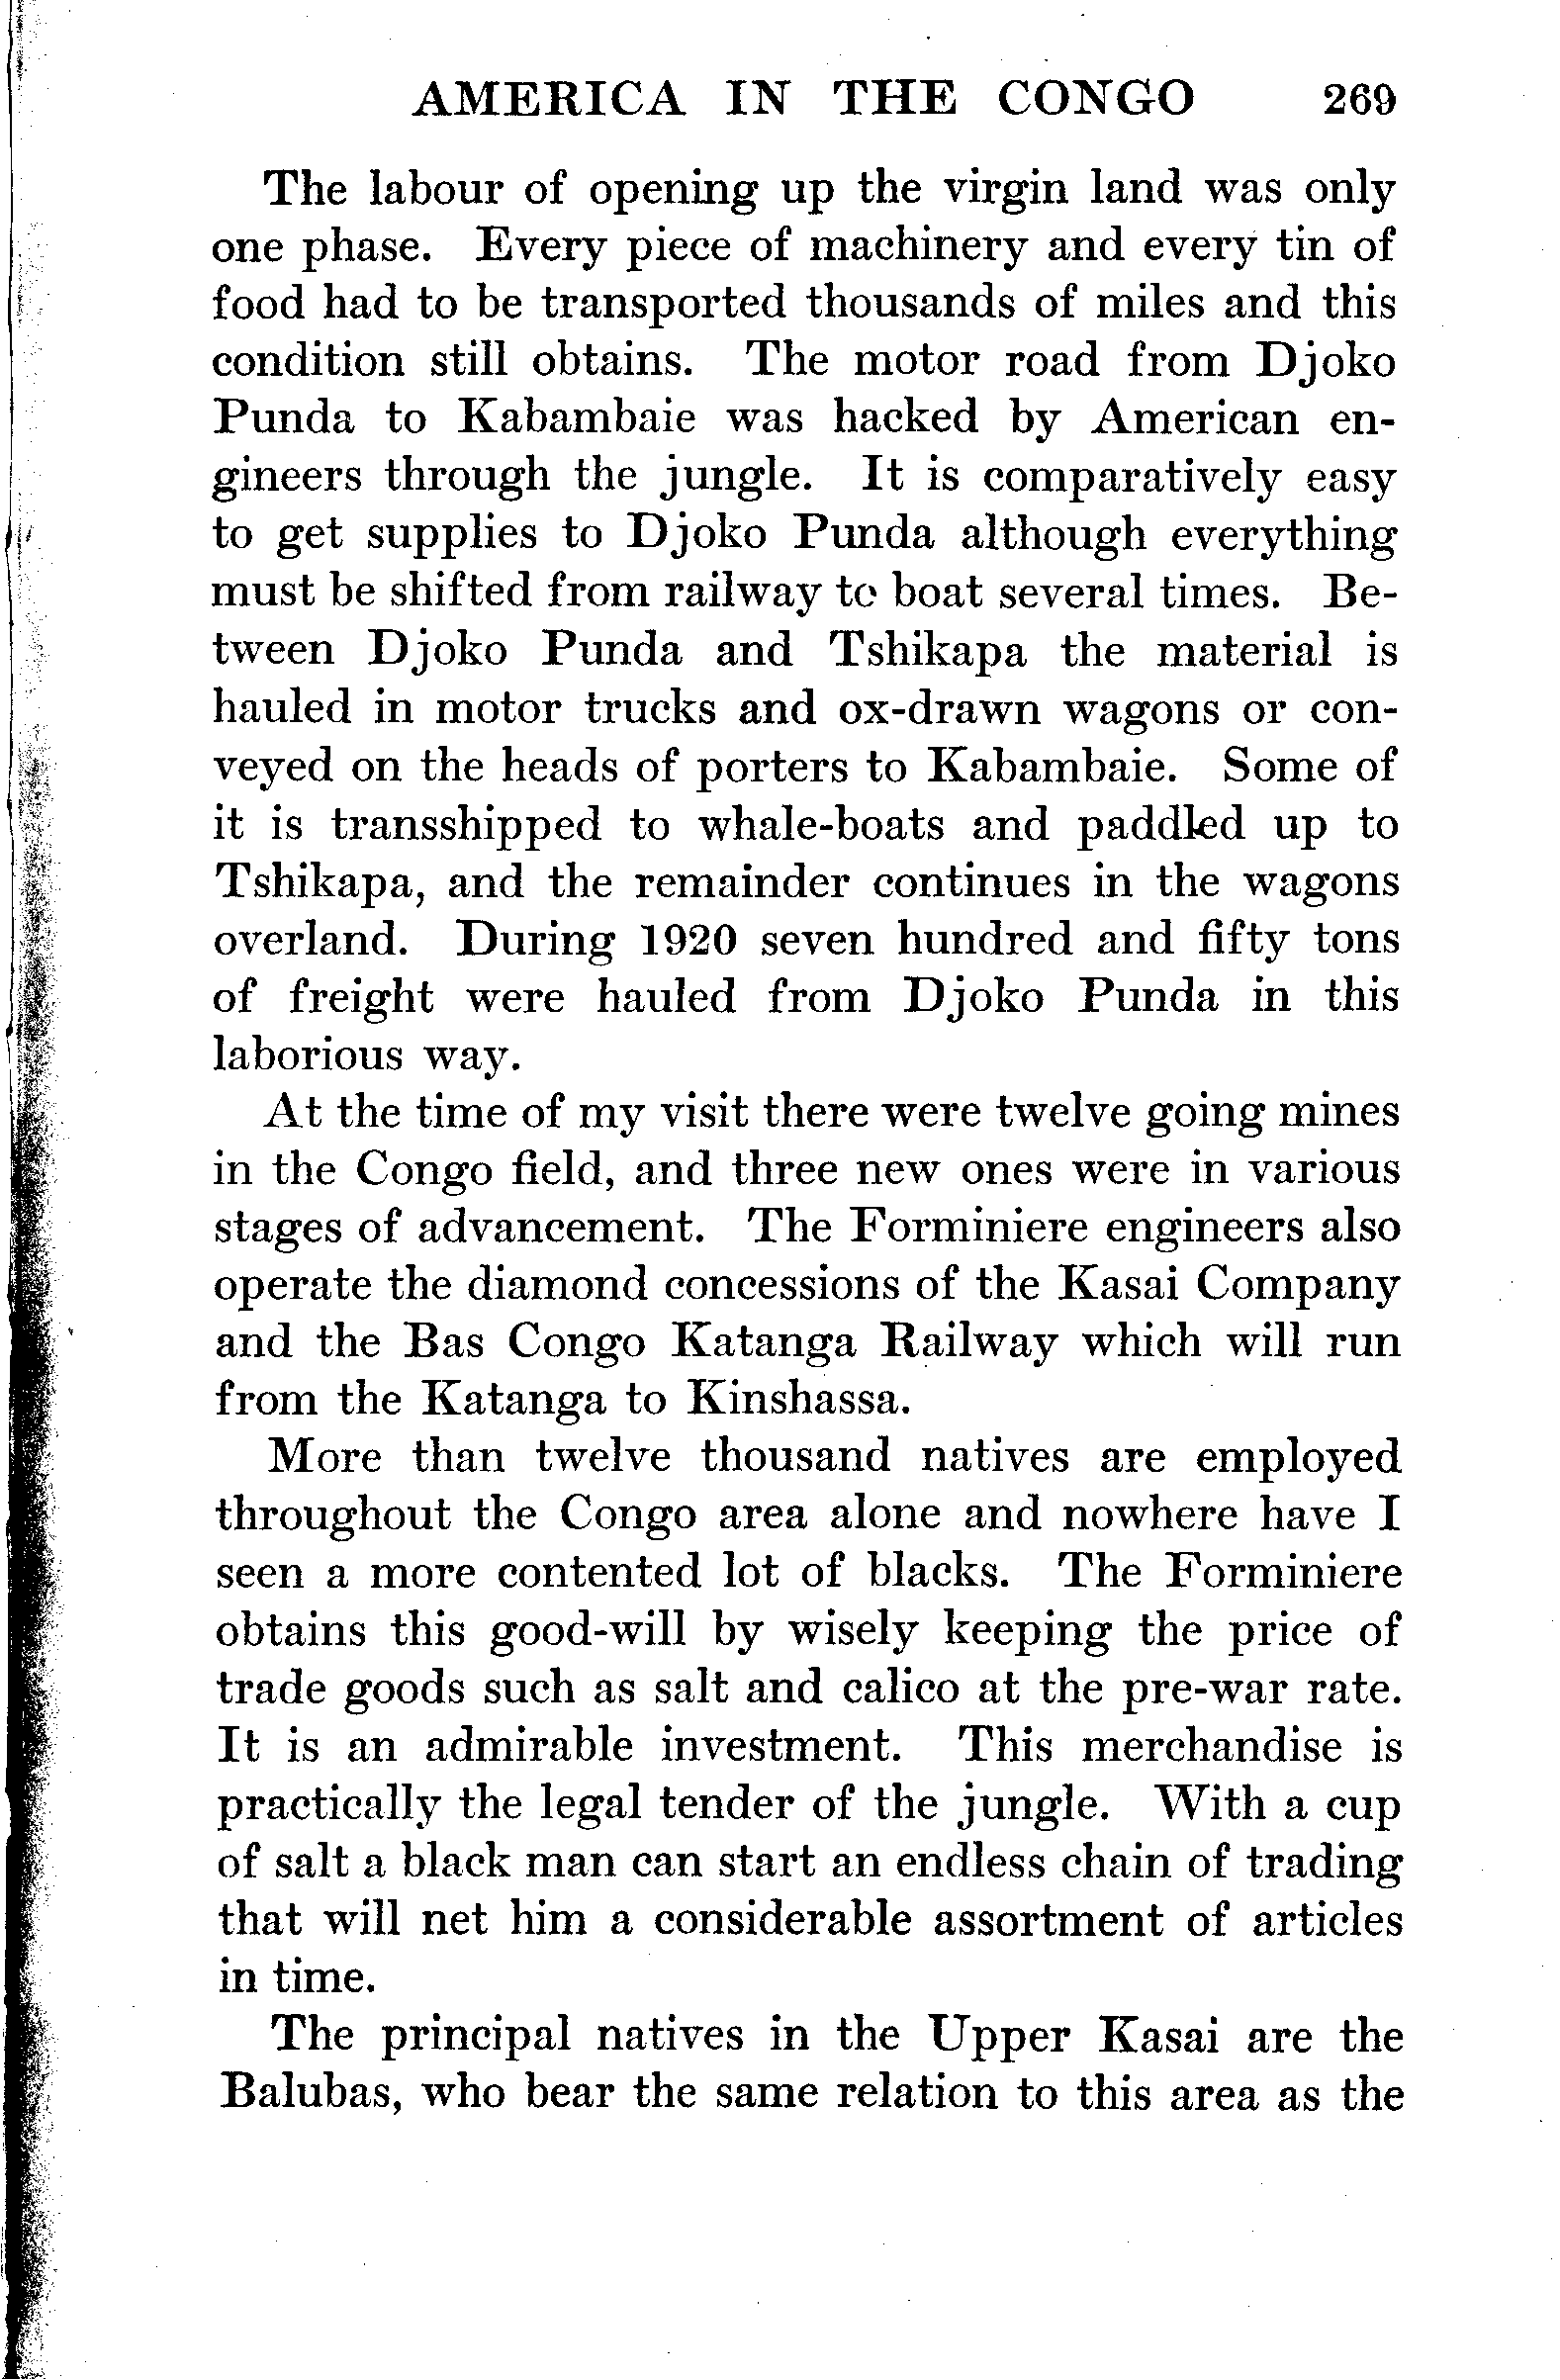 AMERICA IN THE CONGO 269
The labour of opening up the virgin land was only
one phase. Every piece of machinery and every tin of
food had to be transported thousands of miles and this
condition still obtains. The motor road from Djoko
Punda to Kabambaie was hacked by American en-
gineers through the jungle. It is comparatively easy
to get supplies to Djoko Punda although everything
must be shifted from railway to boat several times. Be-
tween Djoko Punda and Tshikapa the material is
hauled in motor trucks and ox-drawn wagons or con-
veyed on the heads of porters to Kabambaie. Some of
it is transshipped to whale-boats and paddled up to
Tshikapa, and the remainder continues in the wagons
overland. During 1920 seven hundred and fifty tons
of freight were hauled from Djoko Punda in this
laborious way.
At the time of my visit there were twelve going mines
in the Congo field, and three new ones were in various
stages of advancement. The Forminiere engineers also
operate the diamond concessions of the Kasai Company
and the Bas Congo Katanga Railway which will run
from the Katanga to Kinshassa.
More than twelve thousand natives are employed
throughout the Congo area alone and nowhere have I
seen a more contented lot of blacks. The Forminiere
obtains this good-will by wisely keeping the price of
trade goods such as salt and calico at the pre-war rate.
It is an admirable investment. This merchandise is
practically the legal tender of the jungle. With a cup
of salt a black man can start an endless chain of trading
that will net him a considerable assortment of articles
in time.
The principal natives in the Upper Kasai are the
Balubas, who bear the same relation to this area as the